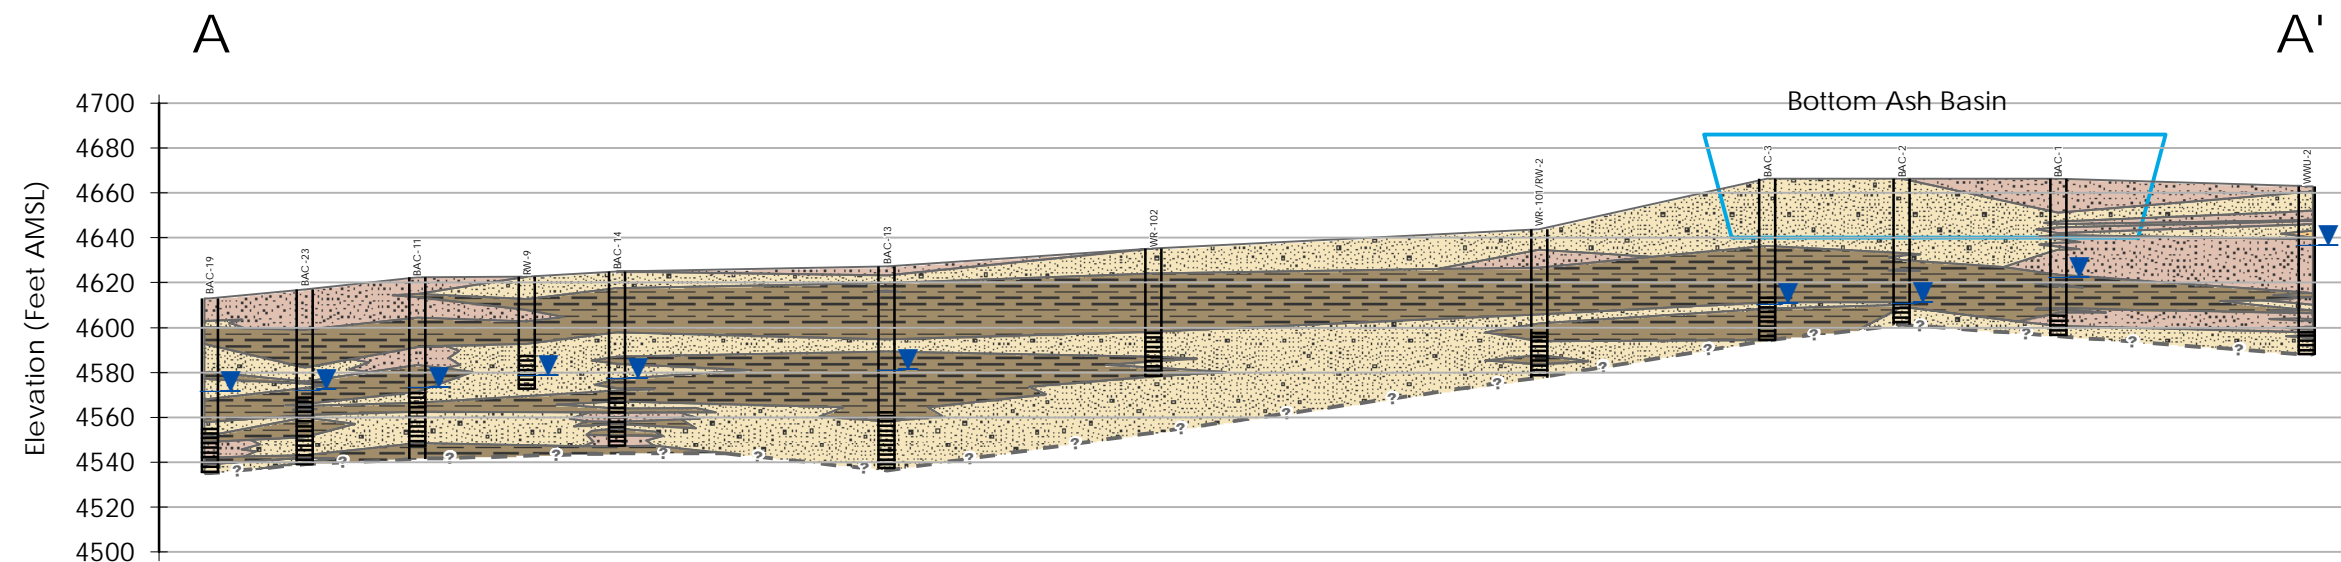 A A'
Bottom Ash Basin
Elevation (Feet AMSL)
4700
4680
4660
4640
4620
4600
4580
4560
4540
4520
4500
BAC-19
BAC-23
BAC-11
RW-9
BAC-14
BAC-13
WR-102
WR-101/RW-2
BAC-3
BAC-2
BAC-1
WWU-2
? ? ? ? ? ? ? ? ? ? ? ? ? ? ? ? ? ? ? ?